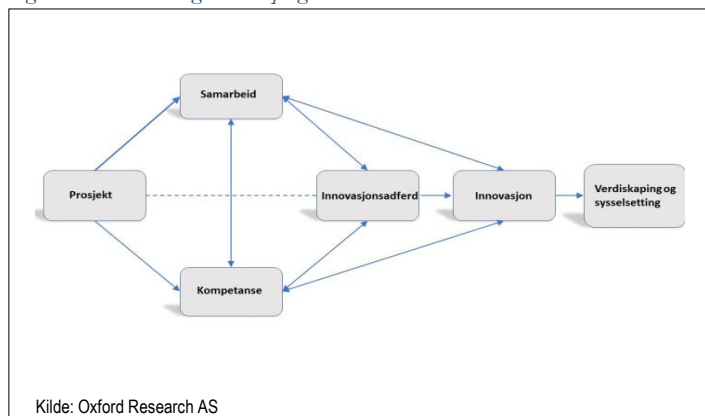 Samarbeid
Prosjekt
Innovasjonsadferd
Innovasjon
Verdiskaping og
sysselsetting
Kompetanse
Kilde: Oxford Research AS